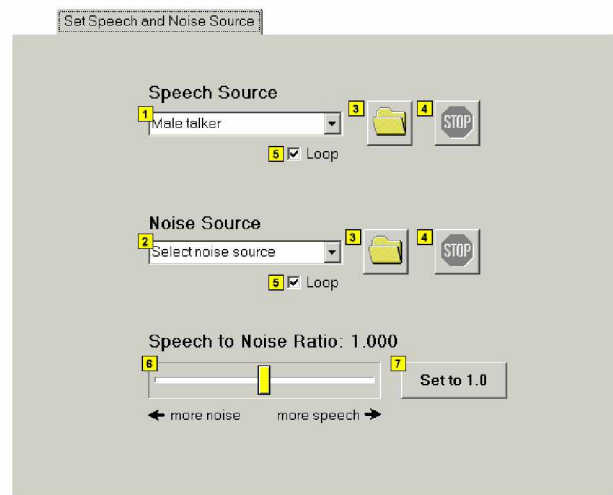 Set Speech and Noise Source
Speech Source
1 Male talker 3 4 STOP
5 Loop
Noise Source
2 Select noise source 3 4 STOP
5 Loop
Speech to Noise Ratio: 1.000
6 7 Set to 1.0
more noise more speech